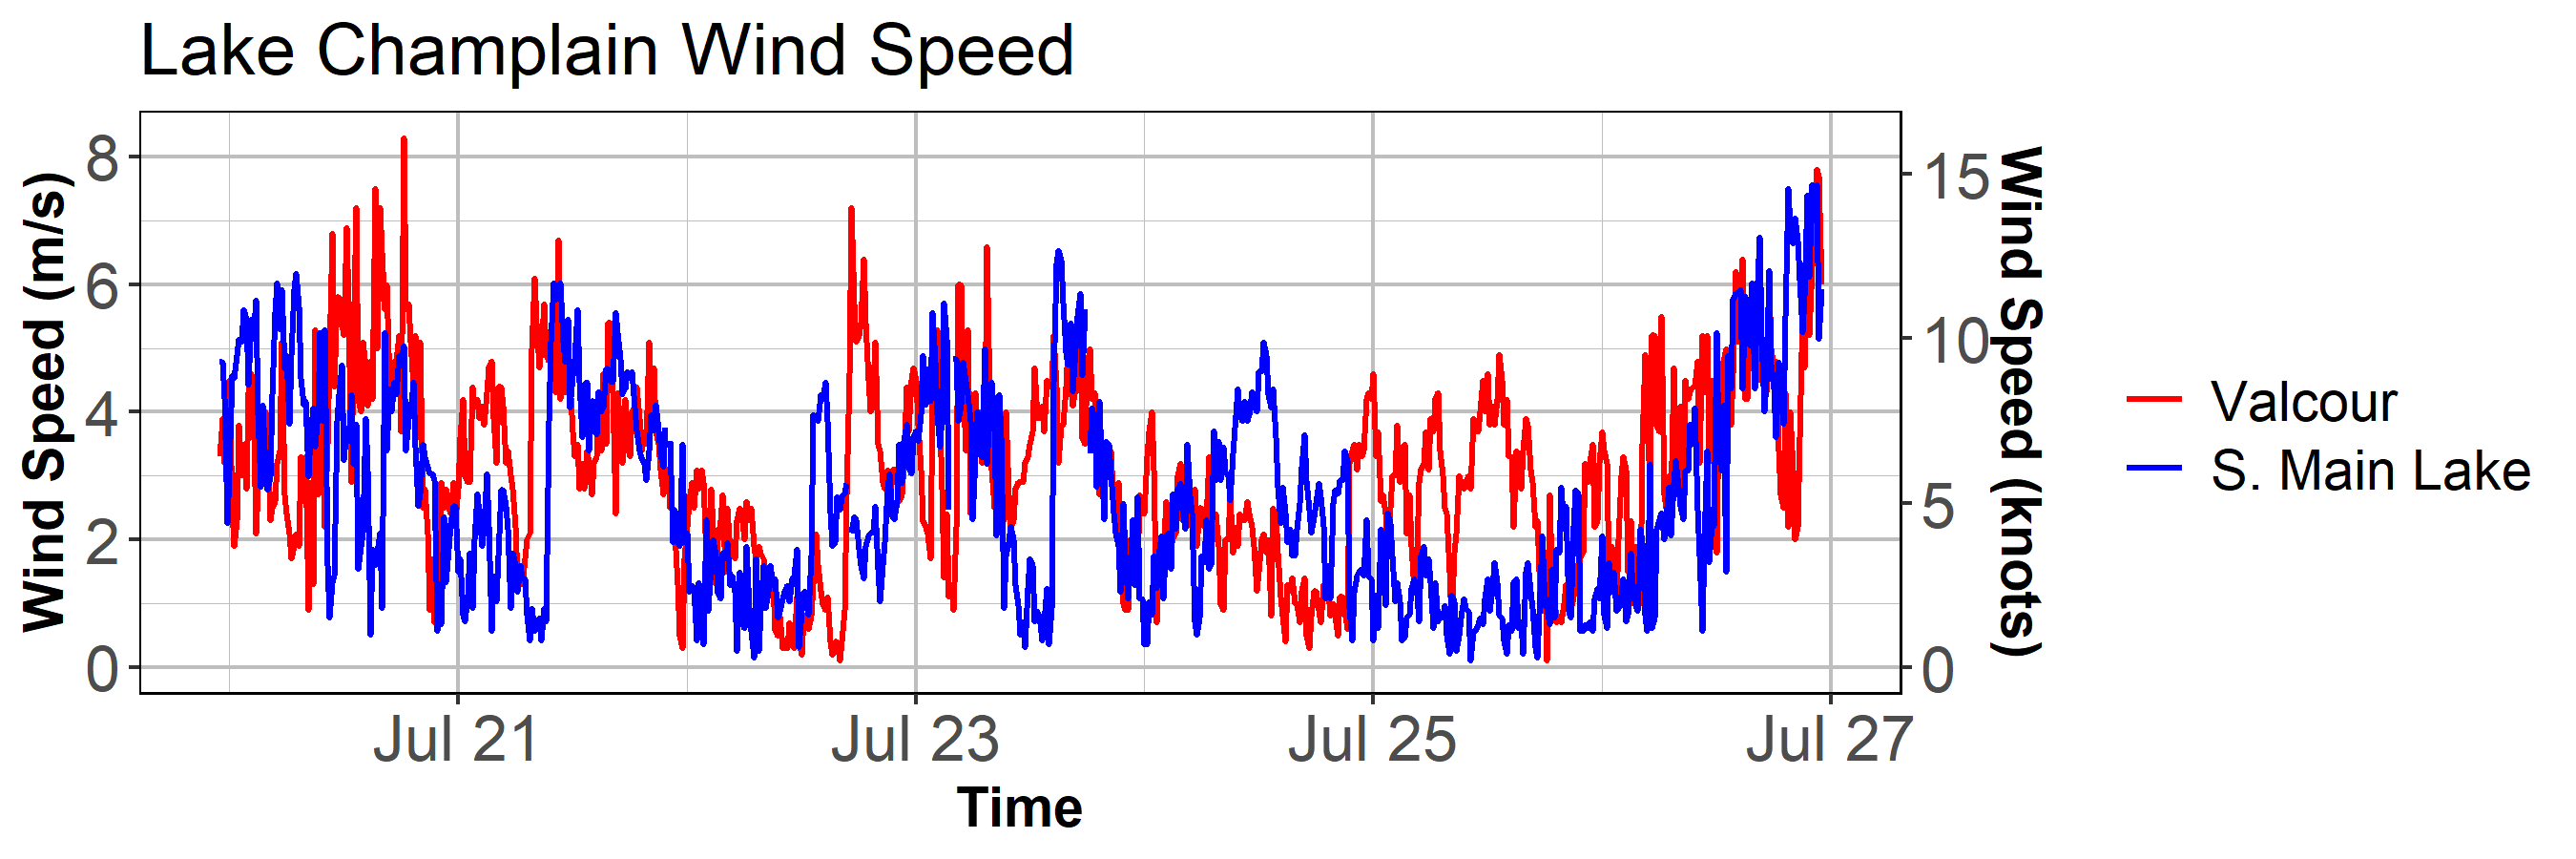 Lake Champlain Wind Speed
Wind Speed (m/s)
8
6
4
2
0
15
10
5
0
Wind Speed (knots)
Jul 21 Jul 23 Jul 25 Jul 27
Time
Valcour
S. Main Lake